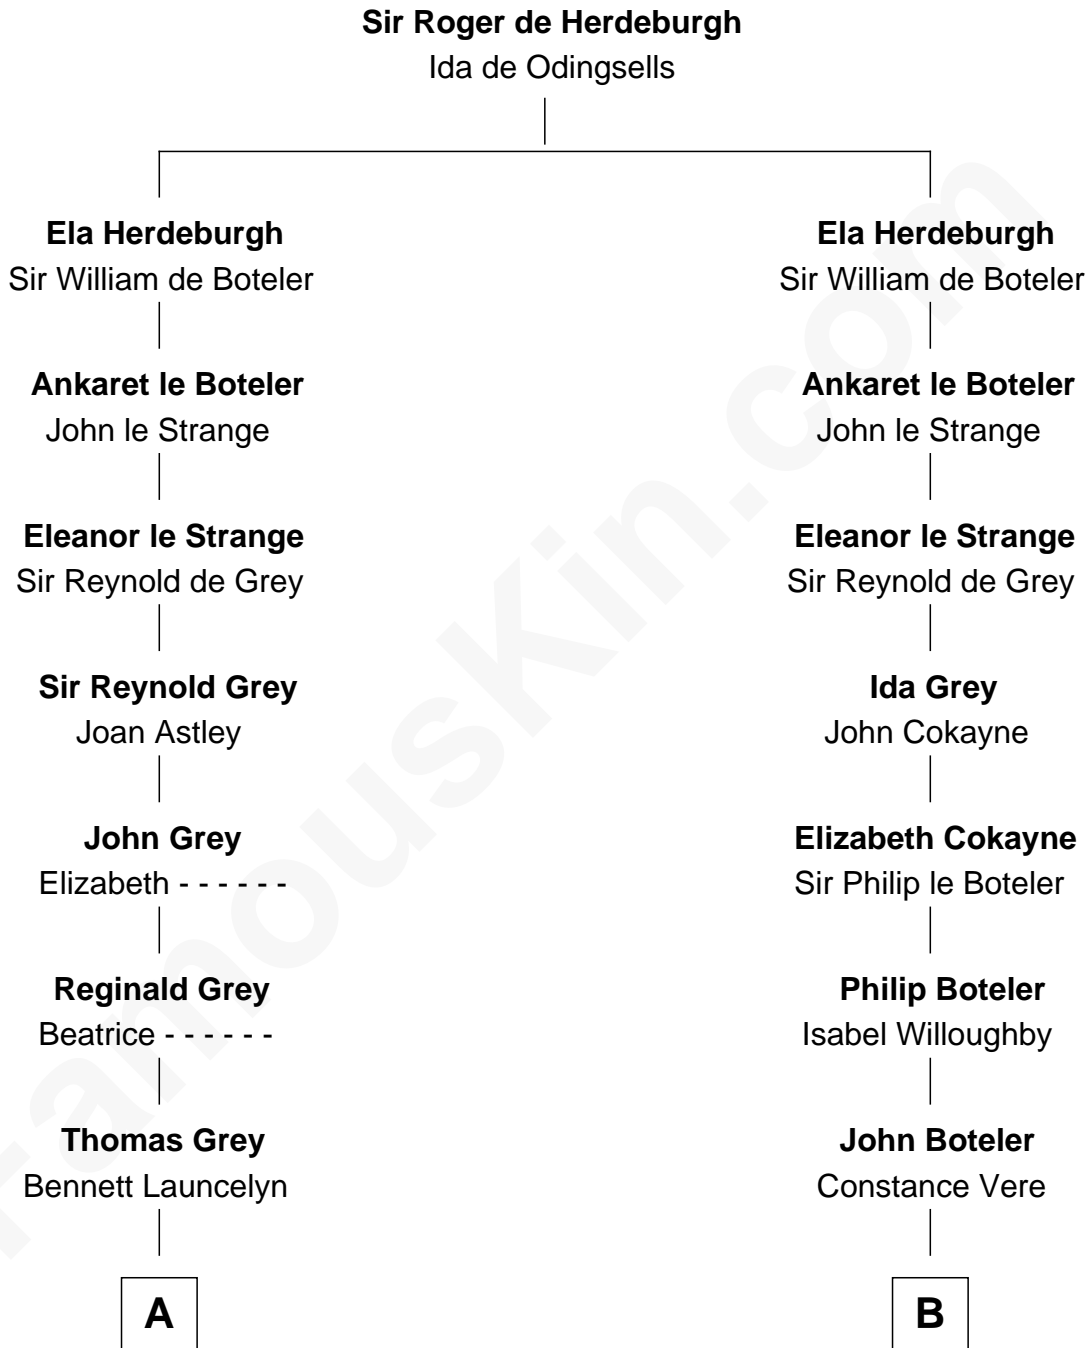 Sir Roger de Herdeburgh
Ida de Odingsells
Ela Herdeburgh
Sir William de Boteler
Ankaret le Boteler
John le Strange
Eleanor le Strange
Sir Reynold de Grey
Sir Reynold Grey
Joan Astley
John Grey
Elizabeth - - - - - -
Reginald Grey
Beatrice - - - - - -
Thomas Grey
Bennett Launcelyn
A
Ela Herdeburgh
Sir William de Boteler
Ankaret le Boteler
John le Strange
Eleanor le Strange
Sir Reynold de Grey
Ida Grey
John Cokayne
Elizabeth Cokayne
Sir Philip le Boteler
Philip Boteler
Isabel Willoughby
John Boteler
Constance Vere
B
FamousKin.com